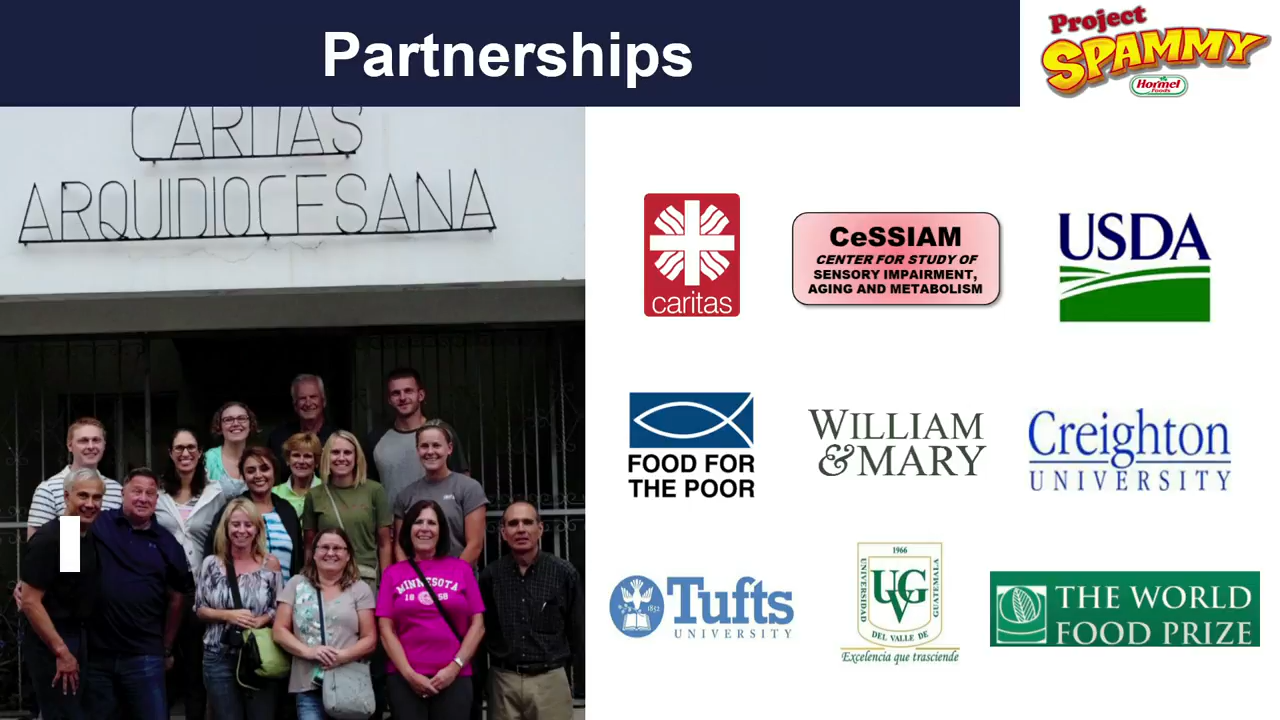 Partnerships
Project
SPAMMY
Hormel
Foods
CARITAS
ARQUIDIOCESANA
caritas
CeSSIAM
CENTER FOR STUDY OF
SENSORY IMPAIRMENT,
AGING AND METABOLISM
USDA
FOOD FOR
THE POOR
WILLIAM
& MARY
Creighton
UNIVERSITY
1852
Tufts
UNIVERSITY
1966
UNIVERSIDAD
UVG
GUATEMALA
DEL VALLE DE
Excelencia que trasciende
THE WORLD
FOOD PRIZE
MINNESOTA
18 58